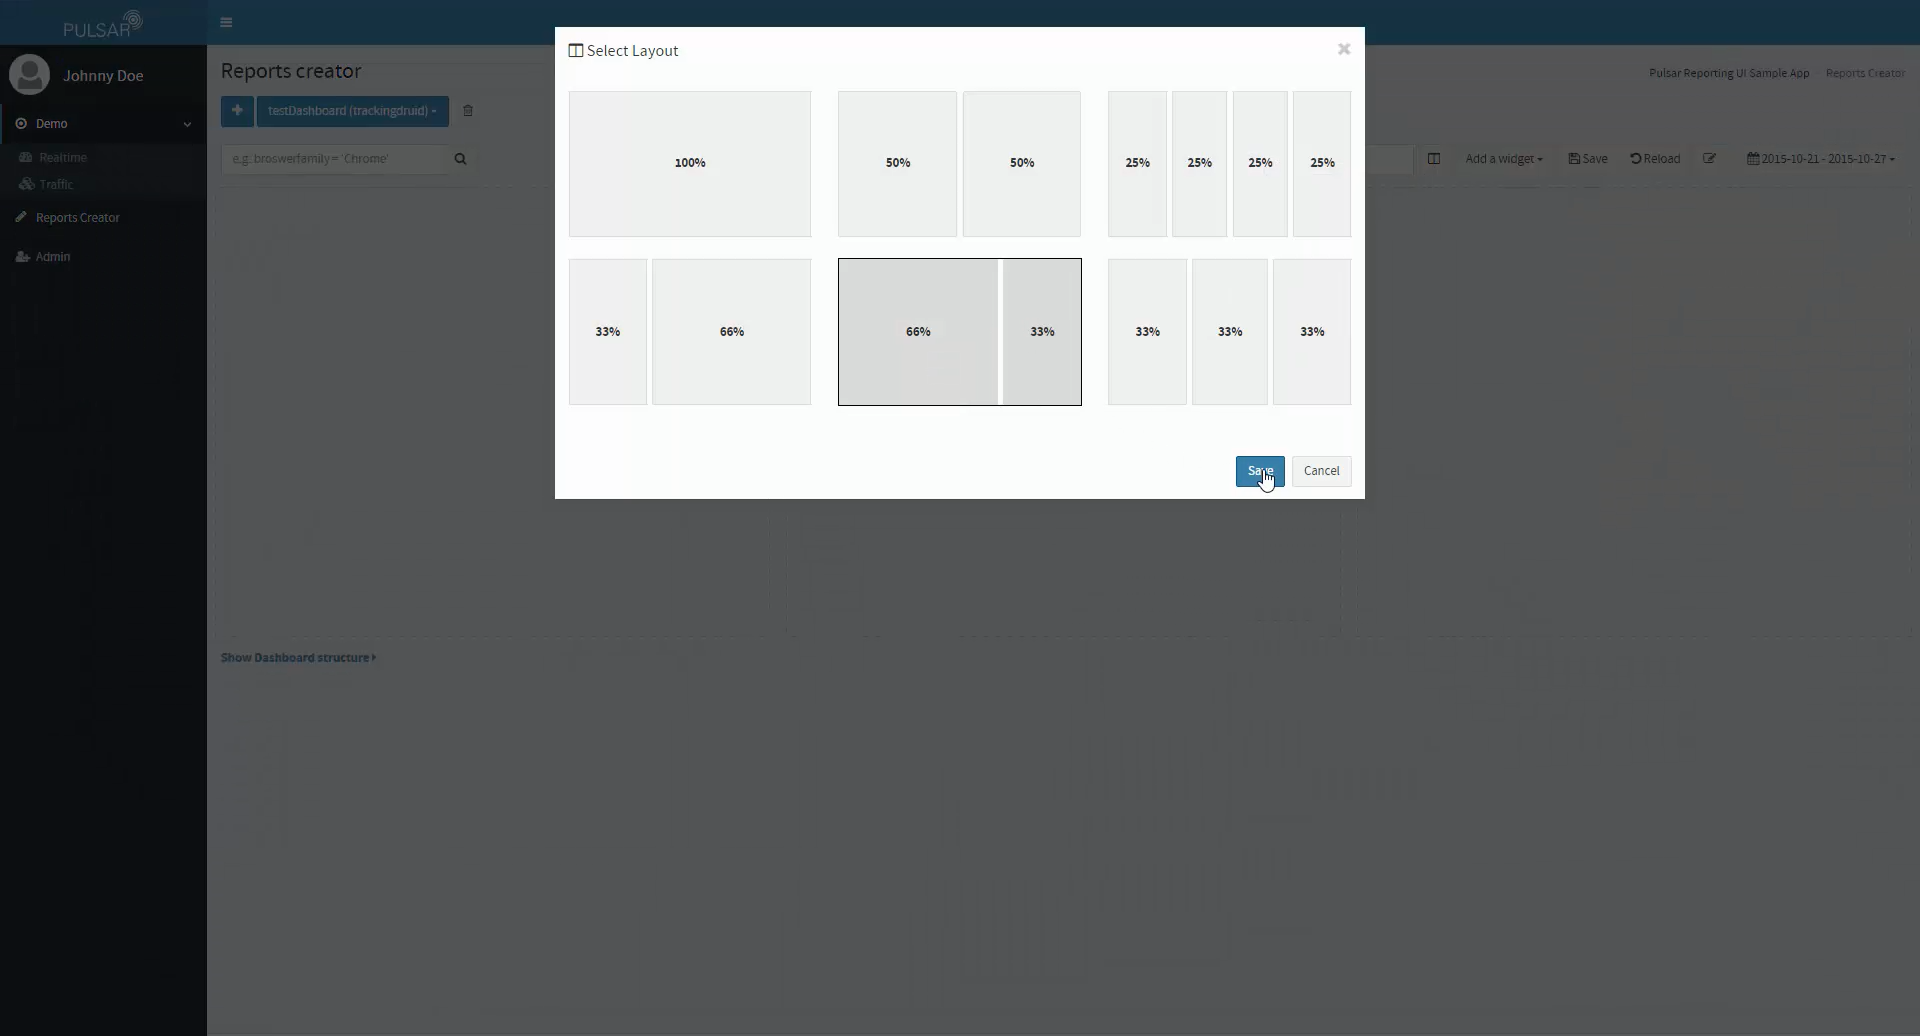 PULSAR
Johnny Doe
Demo
Realtime
Traffic
Reports Creator
Admin
Reports creator
Pulsar Reporting UI Sample App
Reports Creator
testDashboard (trackingdruid)
e.g: broswerfamily= 'Chrome'
Add a widget
Save
Reload
2015-10-21 - 2015-10-27
Show Dashboard structure
Select Layout
100%
50% 50%
25% 25% 25% 25%
33% 66%
66% 33%
33% 33% 33%
Save
Cancel